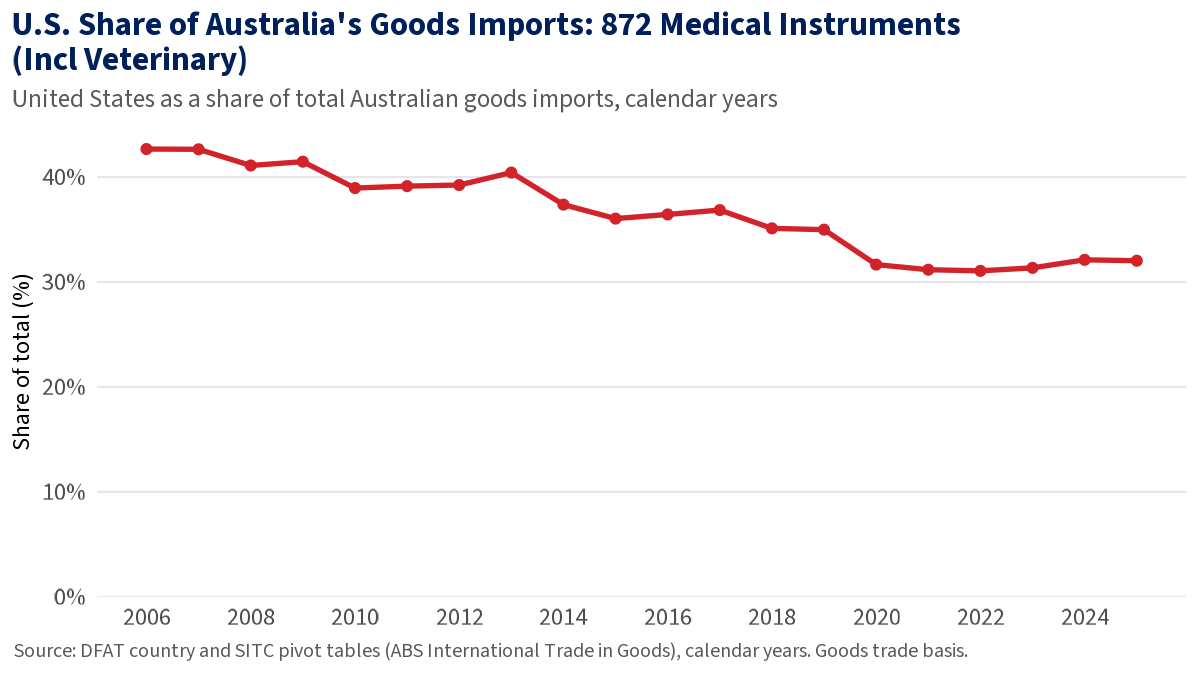 U.S. Share of Australia's Goods Imports: 872 Medical Instruments
(Incl Veterinary)
United States as a share of total Australian goods imports, calendar years
Share of total (%)
40%
30%
20%
10%
0%
2006 2008 2010 2012 2014 2016 2018 2020 2022 2024
Source: DFAT country and SITC pivot tables (ABS International Trade in Goods), calendar years. Goods trade basis.